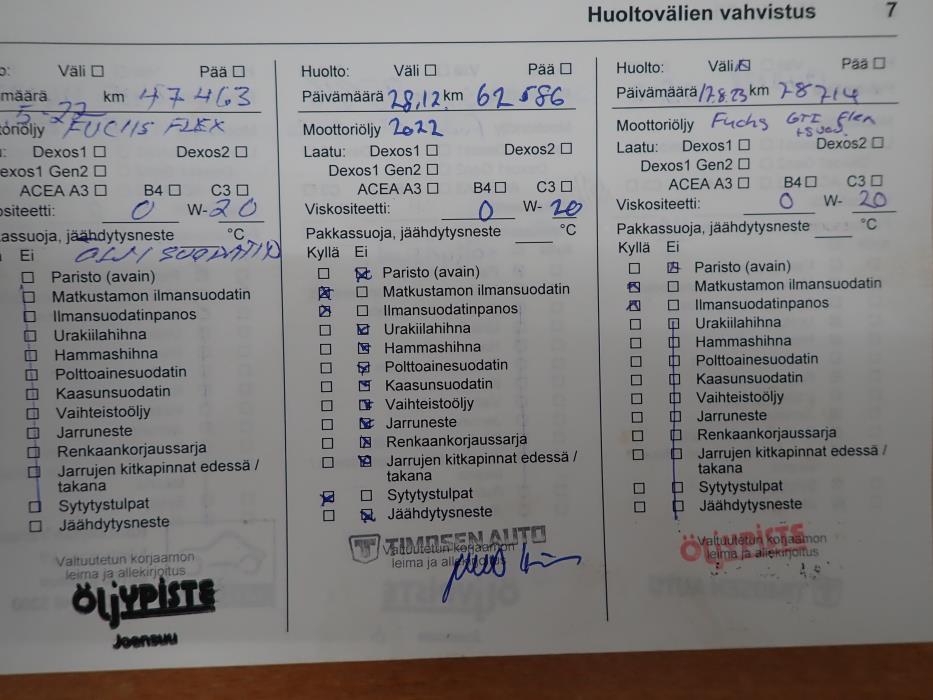 Huoltovälien vahvistus 7
o: Väli Pää
määrä 5-22 km 47463
toriöljy FUCHS FLEX
: Dexos1 Dexos2
exos1 Gen2
ACEA A3 B4 C3
ositeetti: 0 W-20
kassuoja, jäähdytysneste °C
Ei ÖLJYSUODATIN
Paristo (avain)
Matkustamon ilmansuodatin
Ilmansuodatinpanos
Urakiilahihna
Hammashihna
Polttoainesuodatin
Kaasunsuodatin
Vaihteistoöljy
Jarruneste
Renkaankorjaussarja
Jarrujen kitkapinnat edessä /
takana
Sytytystulpat
Jäähdytysneste
Valtuutetun korjaamon
leima ja allekirjoitus
ÖljYPISTE
Joensuu
Huolto: Väli Pää
Päivämäärä 28,12 km 62586
Moottoriöljy 2022
Laatu: Dexos1 Dexos2
Dexos1 Gen2
ACEA A3 B4 C3
Viskositeetti: 0 W- 20
Pakkassuoja, jäähdytysneste °C
Kyllä Ei
Paristo (avain)
Matkustamon ilmansuodatin
Ilmansuodatinpanos
Urakiilahihna
Hammashihna
Polttoainesuodatin
Kaasunsuodatin
Vaihteistoöljy
Jarruneste
Renkaankorjaussarja
Jarrujen kitkapinnat edessä /
takana
Sytytystulpat
Jäähdytysneste
TIMOSEN AUTO
Valtuutetun korjaamon
leima ja allekirjoitus
Huolto: Väli Pää
Päivämäärä 17.8.23 km 78714
Moottoriöljy Fuchs GT1 flex
+suod.
Laatu: Dexos1 Dexos2
Dexos1 Gen2
ACEA A3 B4 C3
Viskositeetti: 0 W- 20
Pakkassuoja, jäähdytysneste °C
Kyllä Ei
Paristo (avain)
Matkustamon ilmansuodatin
Ilmansuodatinpanos
Urakiilahihna
Hammashihna
Polttoainesuodatin
Kaasunsuodatin
Vaihteistoöljy
Jarruneste
Renkaankorjaussarja
Jarrujen kitkapinnat edessä /
takana
Sytytystulpat
Jäähdytysneste
ÖljYPISTE
Valtuutetun korjaamon
leima ja allekirjoitus